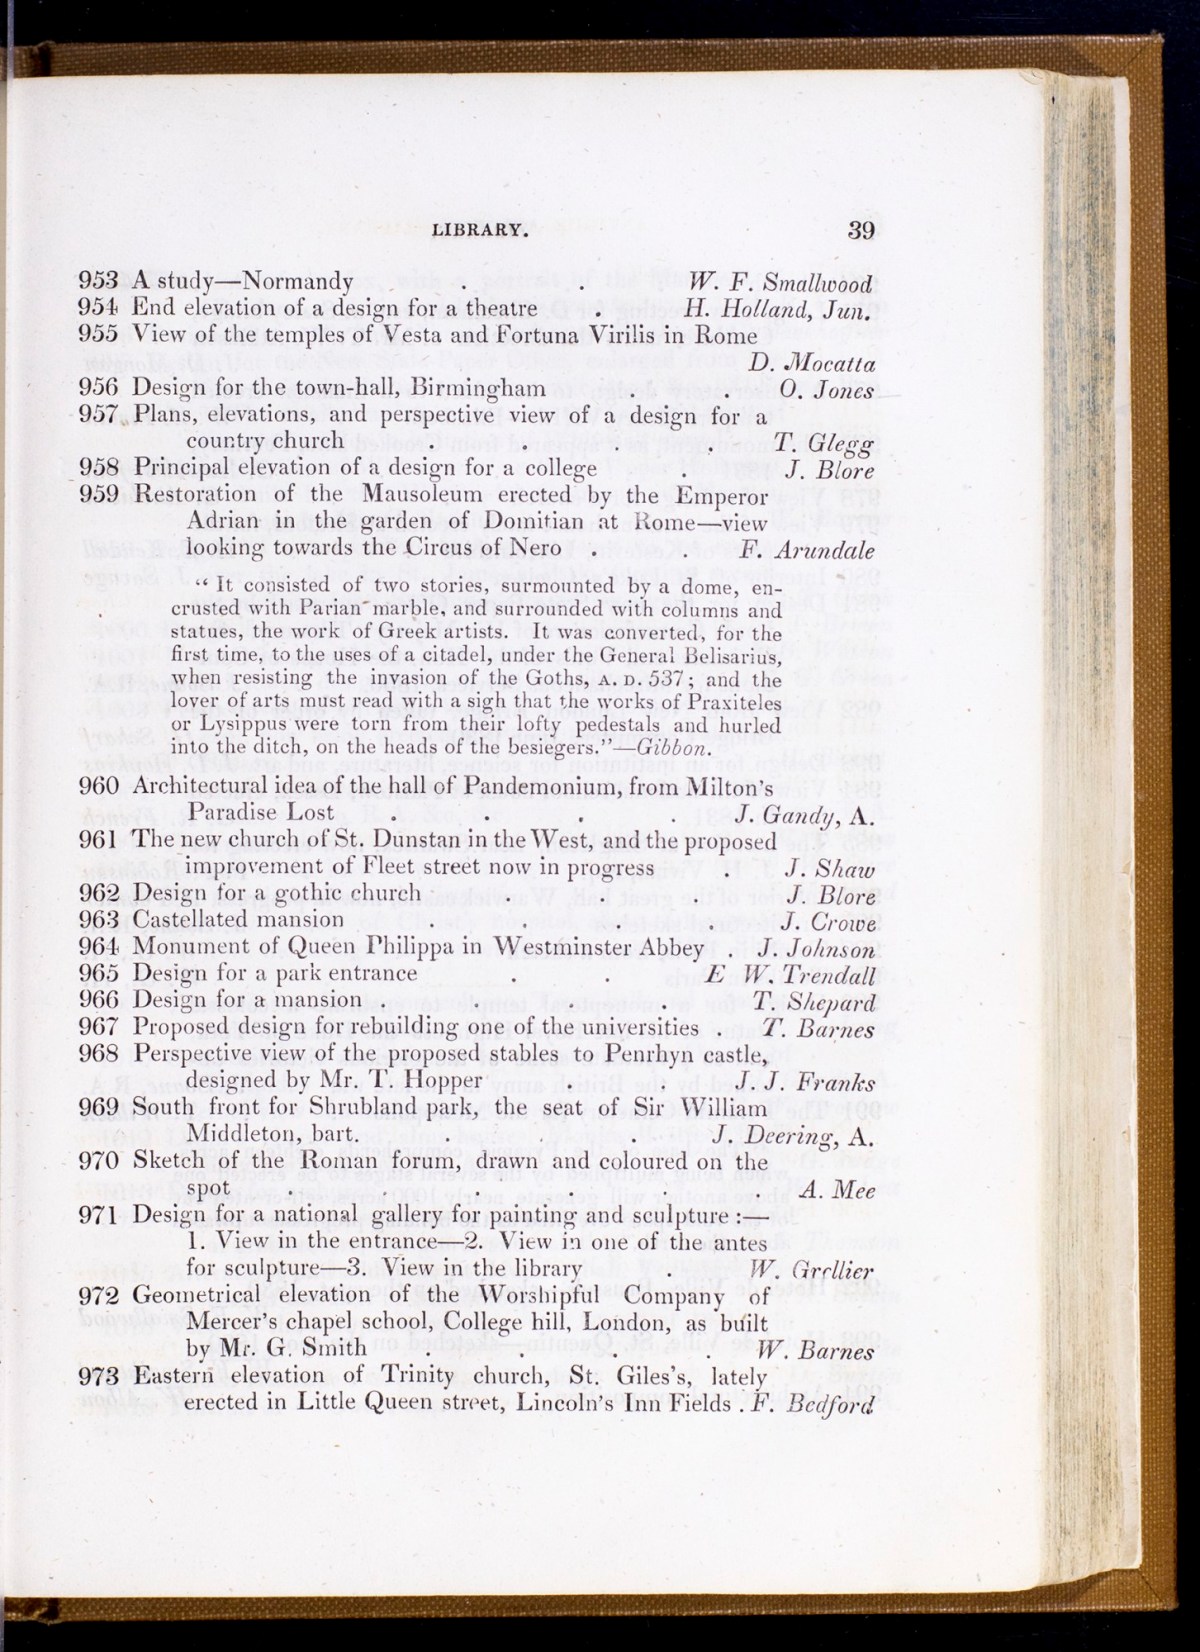 LIBRARY. 39
953 A study—Normandy . . W. F. Smallwood
954 End elevation of a design for a theatre . H. Holland, Jun.
955 View of the temples of Vesta and Fortuna Virilis in Rome
D. Mocatta
956 Design for the town-hall, Birmingham . . O. Jones
957 Plans, elevations, and perspective view of a design for a
country church . . . . T. Glegg
958 Principal elevation of a design for a college . J. Blore
959 Restoration of the Mausoleum erected by the Emperor
Adrian in the garden of Domitian at Rome—view
looking towards the Circus of Nero . . F. Arundale
“ It consisted of two stories, surmounted by a dome, en-
crusted with Parian marble, and surrounded with columns and
statues, the work of Greek artists. It was converted, for the
first time, to the uses of a citadel, under the General Belisarius,
when resisting the invasion of the Goths, A. D. 537; and the
lover of arts must read with a sigh that the works of Praxiteles
or Lysippus were torn from their lofty pedestals and hurled
into the ditch, on the heads of the besiegers.”—Gibbon.
960 Architectural idea of the hall of Pandemonium, from Milton's
Paradise Lost . . . . J. Gandy, A.
961 The new church of St. Dunstan in the West, and the proposed
improvement of Fleet street now in progress . J. Shaw
962 Design for a gothic church . . . J. Blore
963 Castellated mansion . . . . J. Crowe
964 Monument of Queen Philippa in Westminster Abbey . J. Johnson
965 Design for a park entrance . . E W. Trendall
966 Design for a mansion . . . . T. Shepard
967 Proposed design for rebuilding one of the universities . T. Barnes
968 Perspective view of the proposed stables to Penrhyn castle,
designed by Mr. T. Hopper . . J. J. Franks
969 South front for Shrubland park, the seat of Sir William
Middleton, bart. . . . J. Deering, A.
970 Sketch of the Roman forum, drawn and coloured on the
spot . . . . . . A. Mee
971 Design for a national gallery for painting and sculpture :—
1. View in the entrance—2. View in one of the antes
for sculpture—3. View in the library . W. Grellier
972 Geometrical elevation of the Worshipful Company of
Mercer's chapel school, College hill, London, as built
by Mr. G. Smith . . . . W. Barnes
973 Eastern elevation of Trinity church, St. Giles's, lately
erected in Little Queen street, Lincoln's Inn Fields . F. Bedford